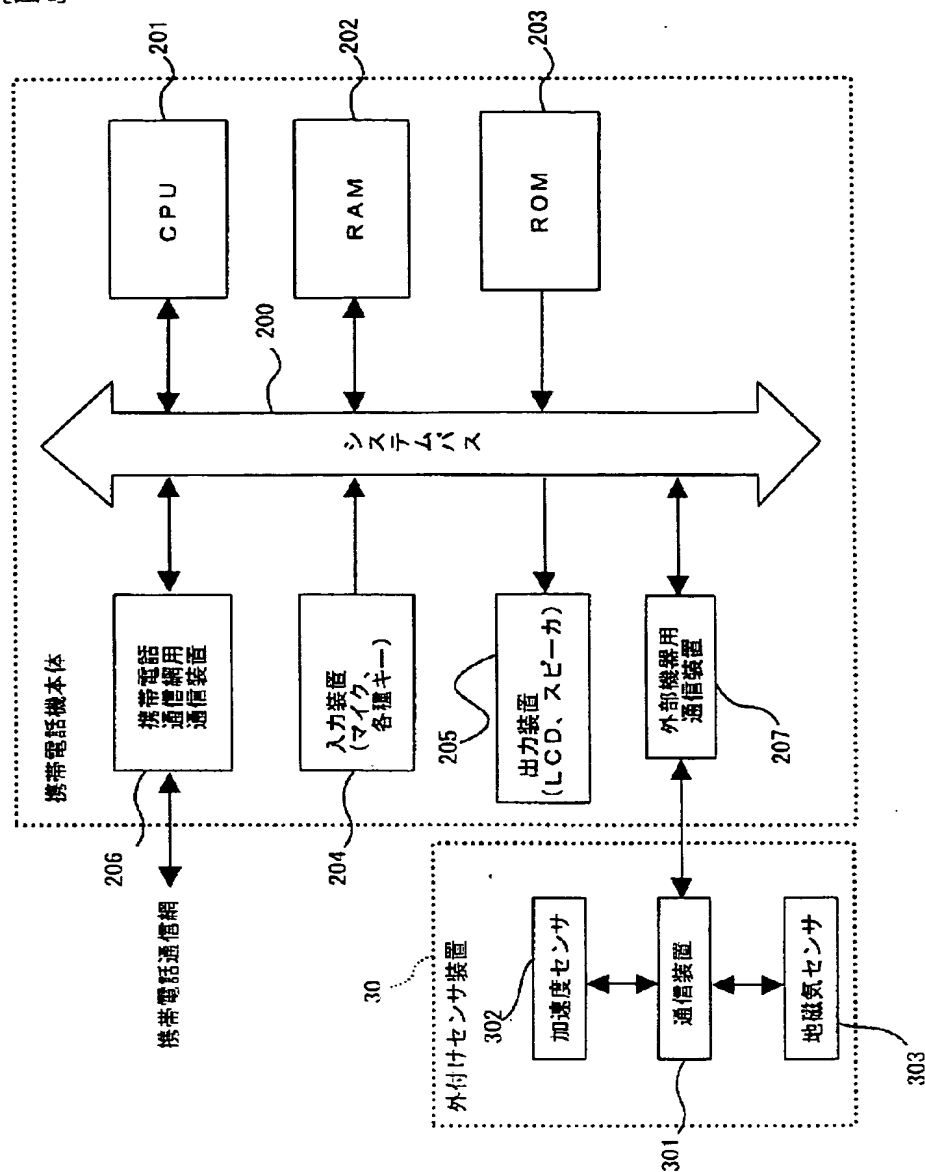 携帯電話機本体
CPU
201
RAM
202
ROM
203
200
システムバス
携帯電話
通信網用
通信装置
206
携帯電話通信網
入力装置
(マイク、
各種キー)
204
出力装置
(LCD、スピーカ)
205
外部機器用
通信装置
207
外付けセンサ装置
30
加速度センサ
302
通信装置
301
地磁気センサ
303